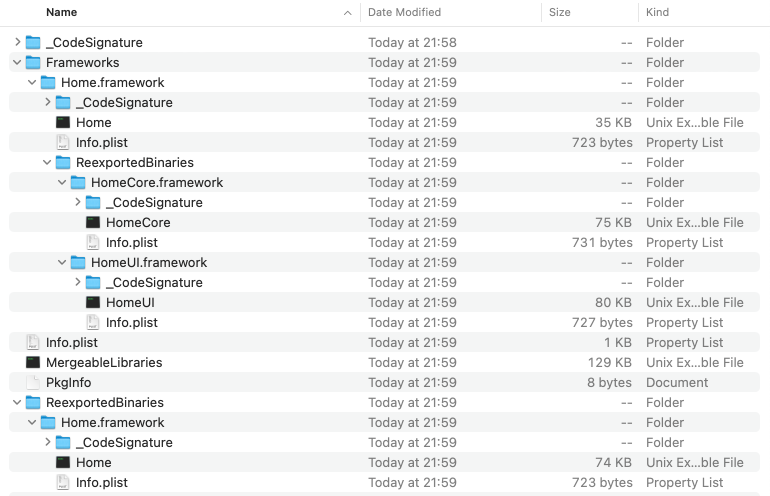 Name Date Modified Size Kind
_CodeSignature Today at 21:58 -- Folder
Frameworks Today at 21:59 -- Folder
Home.framework Today at 21:59 -- Folder
_CodeSignature Today at 21:59 -- Folder
Home Today at 21:59 35 KB Unix Ex...ble File
Info.plist Today at 21:59 723 bytes Property List
ReexportedBinaries Today at 21:59 -- Folder
HomeCore.framework Today at 21:59 -- Folder
_CodeSignature Today at 21:59 -- Folder
HomeCore Today at 21:59 75 KB Unix Ex...ble File
Info.plist Today at 21:59 731 bytes Property List
HomeUI.framework Today at 21:59 -- Folder
_CodeSignature Today at 21:59 -- Folder
HomeUI Today at 21:59 80 KB Unix Ex...ble File
Info.plist Today at 21:59 727 bytes Property List
Info.plist Today at 21:59 1 KB Property List
MergeableLibraries Today at 21:59 129 KB Unix Ex...ble File
PkgInfo Today at 21:59 8 bytes Document
ReexportedBinaries Today at 21:59 -- Folder
Home.framework Today at 21:59 -- Folder
_CodeSignature Today at 21:59 -- Folder
Home Today at 21:59 74 KB Unix Ex...ble File
Info.plist Today at 21:59 723 bytes Property List